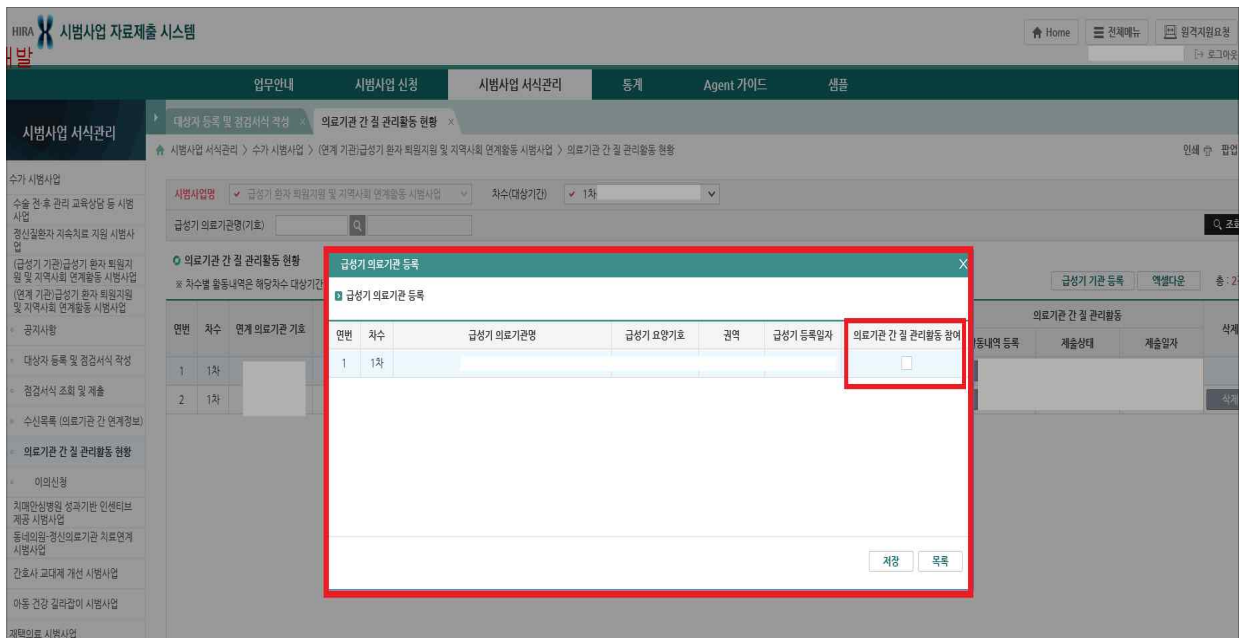 HIRA 시범사업 자료제출 시스템
발
Home 전체메뉴 원격지원요청
로그아웃
업무안내 시범사업 신청 시범사업 서식관리 통계 Agent 가이드 샘플
시범사업 서식관리
대상자 등록 및 점검서식 작성 × 의료기관 간 질 관리활동 현황 ×
시범사업 서식관리 > 수가 시범사업 > (연계 기관)급성기 환자 퇴원지원 및 지역사회 연계활동 시범사업 > 의료기관 간 질 관리활동 현황
인쇄 팝업
수가 시범사업
수술 전·후 관리 교육상담 등 시범
사업
정신질환자 지속치료 지원 시범사
업
(급성기 기관)급성기 환자 퇴원지
원 및 지역사회 연계활동 시범사업
(연계 기관)급성기 환자 퇴원지원
및 지역사회 연계활동 시범사업
공지사항
대상자 등록 및 점검서식 작성
점검서식 조회 및 제출
수신목록 (의료기관 간 연계정보)
의료기관 간 질 관리활동 현황
이의신청
치매안심병원 성과기반 인센티브
제공 시범사업
동네의원-정신의료기관 치료연계
시범사업
간호사 교대제 개선 시범사업
아동 건강 길라잡이 시범사업
재택의료 시범사업
시범사업명 급성기 환자 퇴원지원 및 지역사회 연계활동 시범사업 차수(대상기간) 1차
급성기 의료기관명(기호)
조회
의료기관 간 질 관리활동 현황
※ 차수별 활동내역은 해당차수 대상기간
급성기 기관 등록 엑셀다운 총 : 2
연번 차수 연계 의료기관 기호
의료기관 간 질 관리활동
동내역 등록 제출상태 제출일자 삭제
1 1차
2 1차
삭제
급성기 의료기관 등록 X
급성기 의료기관 등록
연번 차수 급성기 의료기관명 급성기 요양기호 권역 급성기 등록일자 의료기관 간 질 관리활동 참여
1 1차
저장 목록